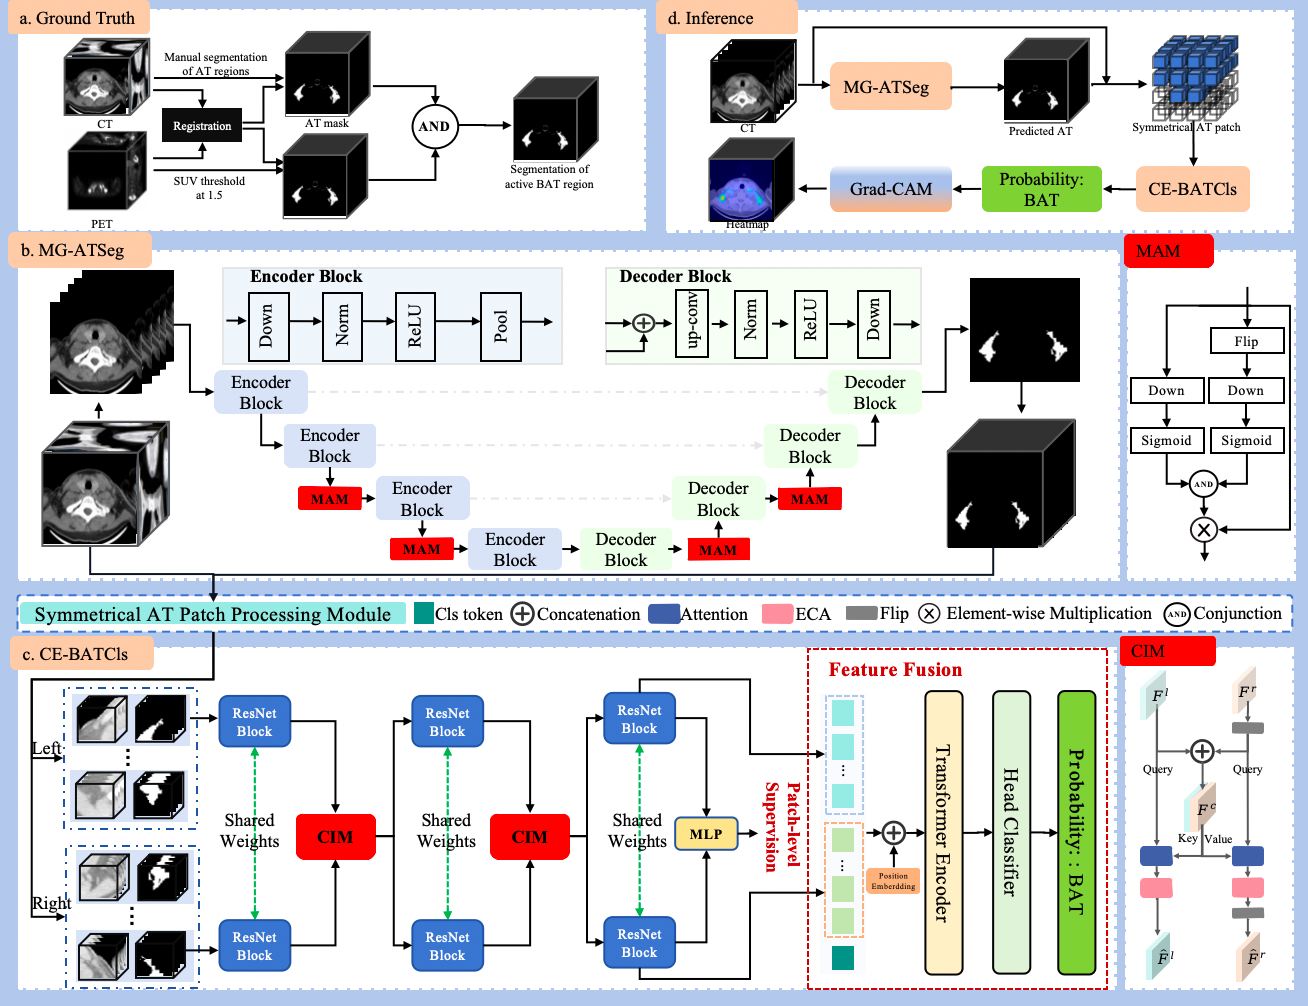 a. Ground Truth
Manual segmentation
of AT regions
CT
Registration
PET
SUV threshold
at 1.5
AT mask
AND
Segmentation of
active BAT region
d. Inference
CT
MG-ATSeg
Predicted AT
Symmetrical AT patch
Heatmap
Grad-CAM
Probability:
BAT
CE-BATCls
b. MG-ATSeg
Encoder Block
Down
Norm
ReLU
Pool
Decoder Block
up-conv
Norm
ReLU
Down
Encoder
Block
Decoder
Block
Encoder
Block
Decoder
Block
MAM
Encoder
Block
Decoder
Block
MAM
MAM
Encoder
Block
Decoder
Block
MAM
MAM
Flip
Down
Down
Sigmoid
Sigmoid
AND
Symmetrical AT Patch Processing Module
Cls token
Concatenation
Attention
ECA
Flip
Element-wise Multiplication
AND
Conjunction
c. CE-BATCls
Left
Right
ResNet
Block
Shared
Weights
ResNet
Block
CIM
ResNet
Block
Shared
Weights
ResNet
Block
CIM
ResNet
Block
Shared
Weights
ResNet
Block
MLP
Patch-level
Supervision
Feature Fusion
Position
Emberdding
Transformer Encoder
Head Classifier
Probability: : BAT
CIM
F^l
F^r
Query
Query
F^c
Key
Value
F̂^l
F̂^r